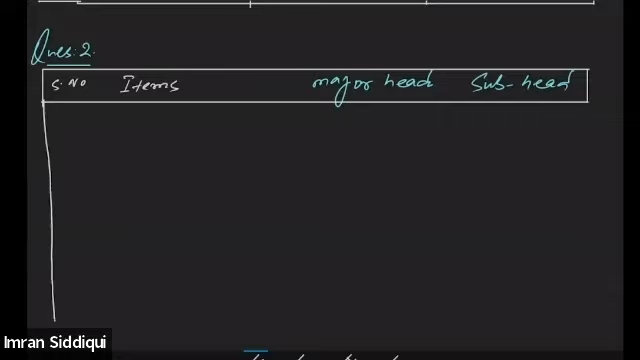 Ques: 2.
S. No Items major head Sub-head
Imran Siddiqui